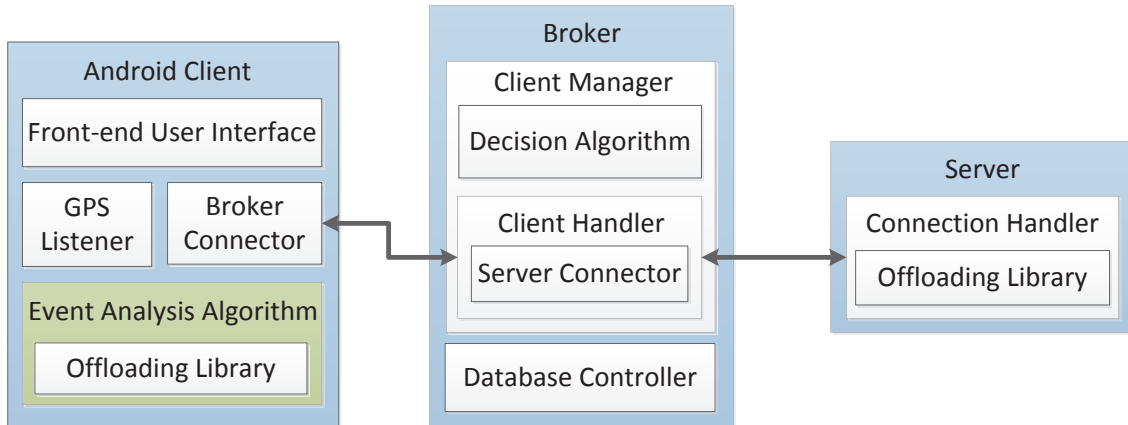 Android Client
Front-end User Interface
GPS
Listener
Broker
Connector
Event Analysis Algorithm
Offloading Library
Broker
Client Manager
Decision Algorithm
Client Handler
Server Connector
Database Controller
Server
Connection Handler
Offloading Library